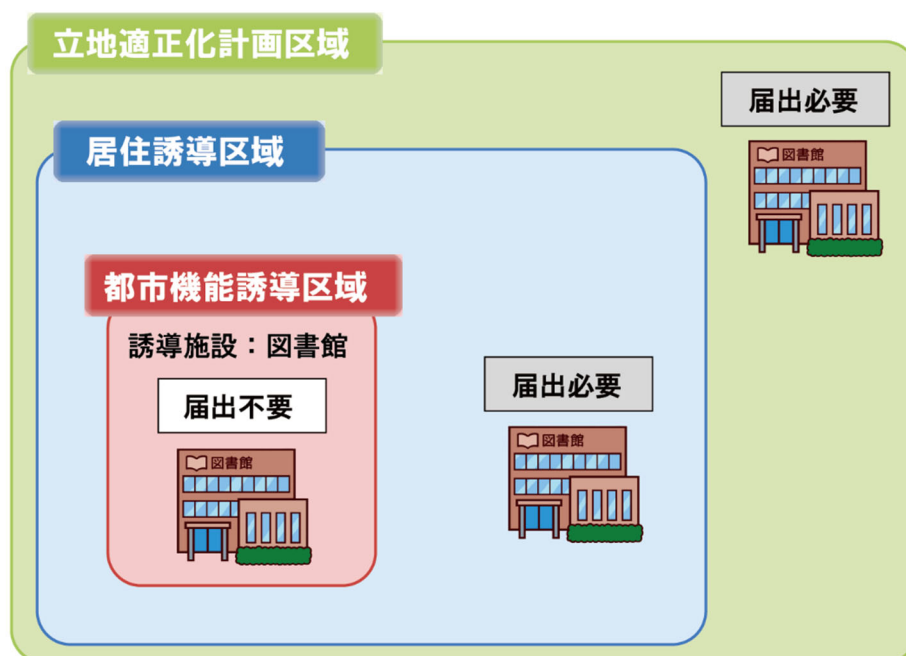 立地適正化計画区域
届出必要
図書館
居住誘導区域
都市機能誘導区域
誘導施設：図書館
届出不要
図書館
届出必要
図書館